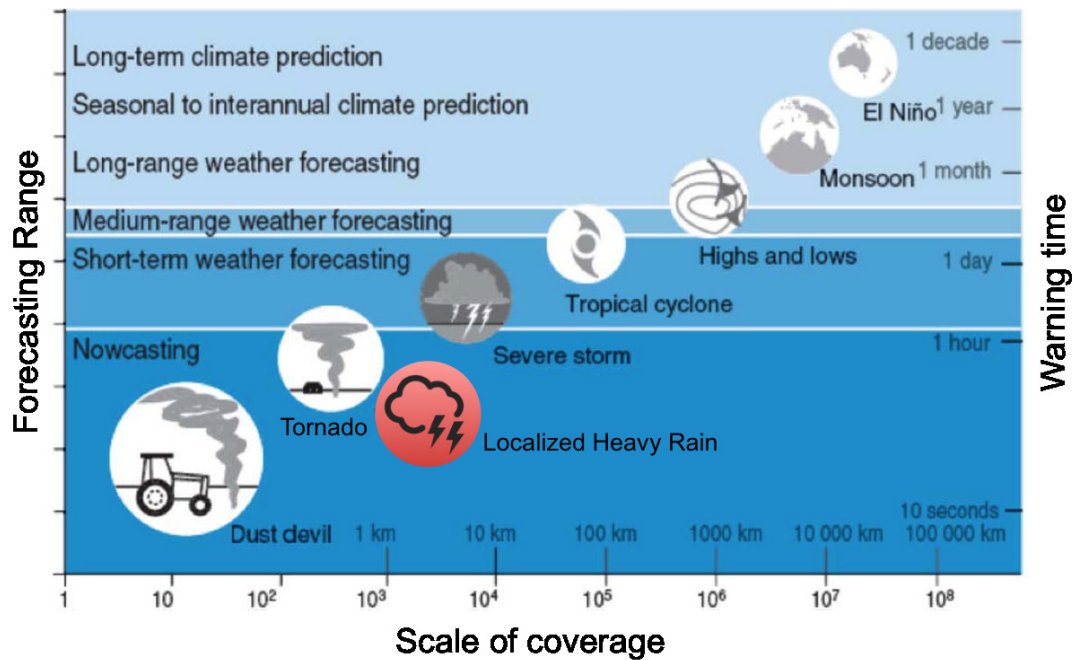 Long-term climate prediction
1 decade
El Niño
Seasonal to interannual climate prediction
1 year
Long-range weather forecasting
Monsoon
1 month
Medium-range weather forecasting
Highs and lows
Short-term weather forecasting
1 day
Tropical cyclone
Nowcasting
Severe storm
1 hour
Tornado
Localized Heavy Rain
10 seconds
Dust devil
1 km
10 km
100 km
1000 km
10 000 km
100 000 km
1
10
10²
10³
10⁴
10⁵
10⁶
10⁷
10⁸
Scale of coverage
Forecasting Range
Warning time